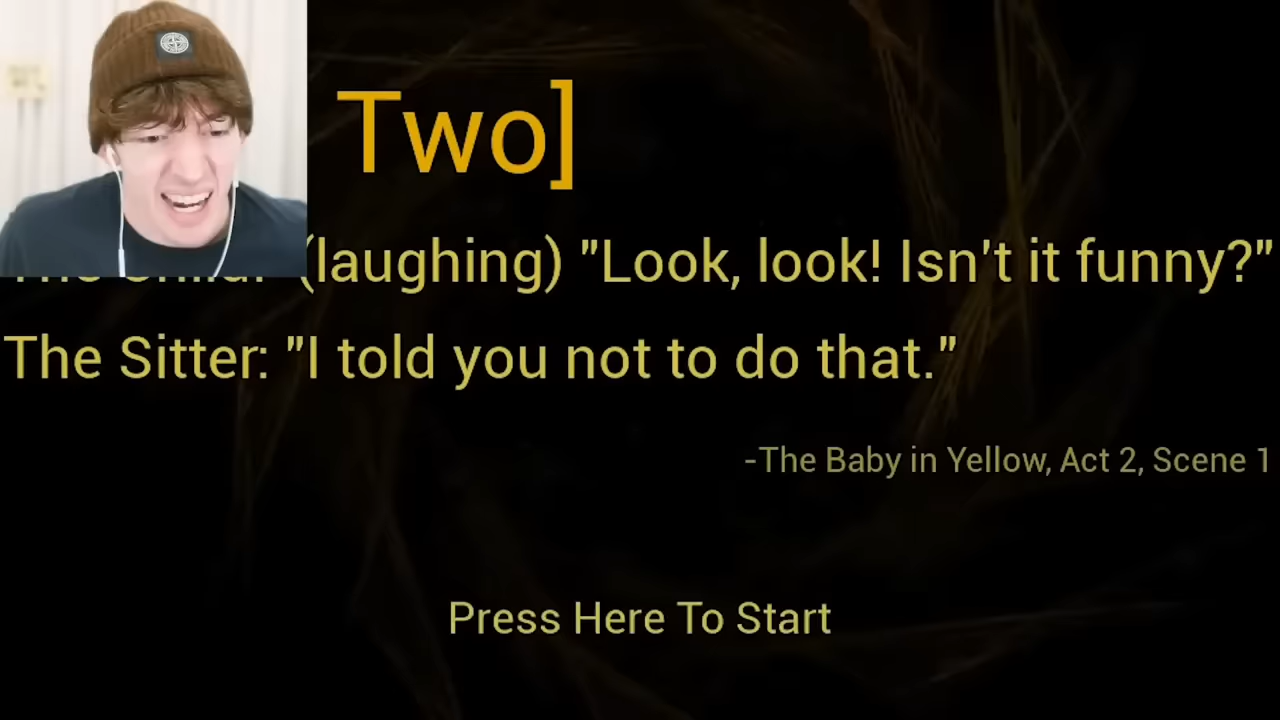 Two]
(laughing) "Look, look! Isn't it funny?"
The Sitter: "I told you not to do that."
-The Baby in Yellow, Act 2, Scene 1
Press Here To Start